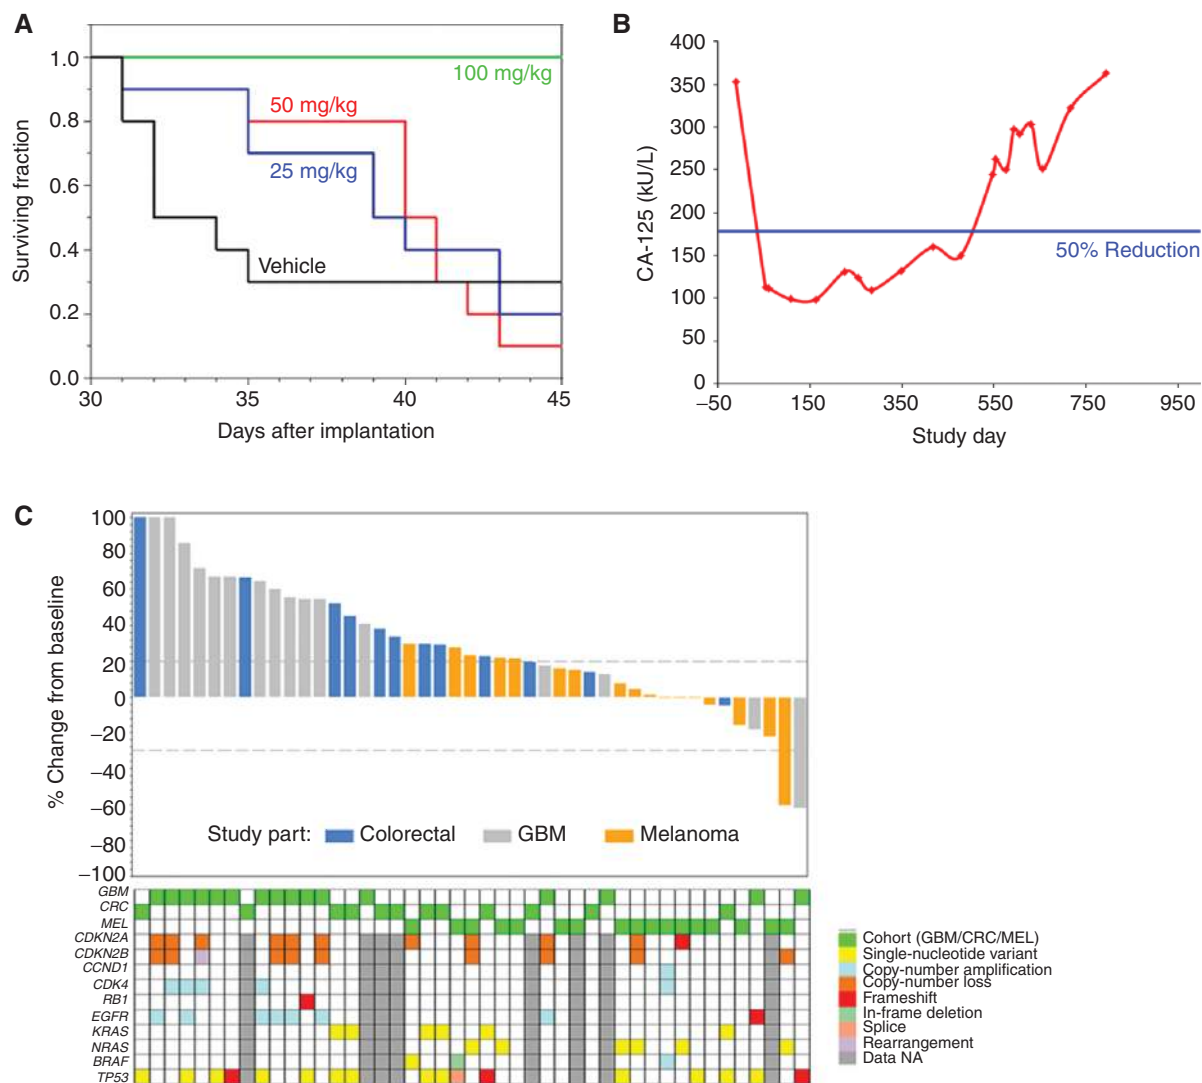 A
Surviving fraction
1.0
0.8
0.6
0.4
0.2
0.0
100 mg/kg
50 mg/kg
25 mg/kg
Vehicle
30
35
40
45
Days after implantation
B
CA-125 (kU/L)
400
350
300
250
200
150
100
50
0
50% Reduction
−50
150
350
550
750
950
Study day
C
% Change from baseline
100
80
60
40
20
0
−20
−40
−60
−80
−100
Study part: Colorectal GBM Melanoma
GBM
CRC
MEL
CDKN2A
CDKN2B
CCND1
CDK4
RB1
EGFR
KRAS
NRAS
BRAF
TP53
Cohort (GBM/CRC/MEL)
Single-nucleotide variant
Copy-number amplification
Copy-number loss
Frameshift
In-frame deletion
Splice
Rearrangement
Data NA